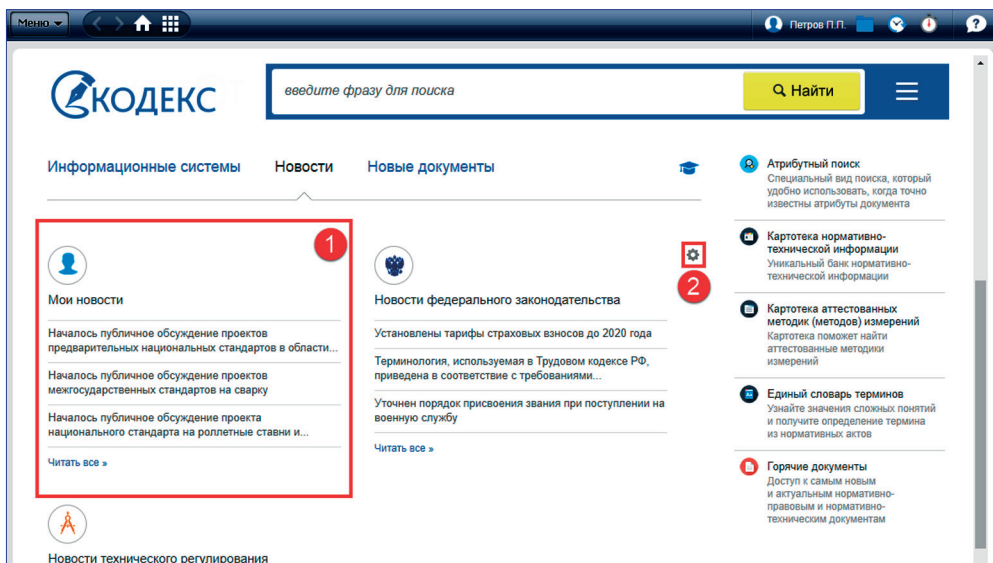 Меню
Петров П.П.
?
КОДЕКС
введите фразу для поиска
Найти
Информационные системы
Новости
Новые документы
1
Мои новости
Началось публичное обсуждение проектов
предварительных национальных стандартов в области...
Началось публичное обсуждение проектов
межгосударственных стандартов на сварку
Началось публичное обсуждение проекта
национального стандарта на роллетные ставни и...
Читать все »
2
Новости федерального законодательства
Установлены тарифы страховых взносов до 2020 года
Терминология, используемая в Трудовом кодексе РФ,
приведена в соответствие с требованиями...
Уточнен порядок присвоения звания при поступлении на
военную службу
Читать все »
Новости технического регулирования
Атрибутный поиск
Специальный вид поиска, который
удобно использовать, когда точно
известны атрибуты документа
Картотека нормативно-
технической информации
Уникальный банк нормативно-
технической информации
Картотека аттестованных
методик (методов) измерений
Картотека поможет найти
аттестованные методики
измерений
Единый словарь терминов
Узнайте значения сложных понятий
и получите определение термина
из нормативных актов
Горячие документы
Доступ к самым новым
и актуальным нормативно-
правовым и нормативно-
техническим документам